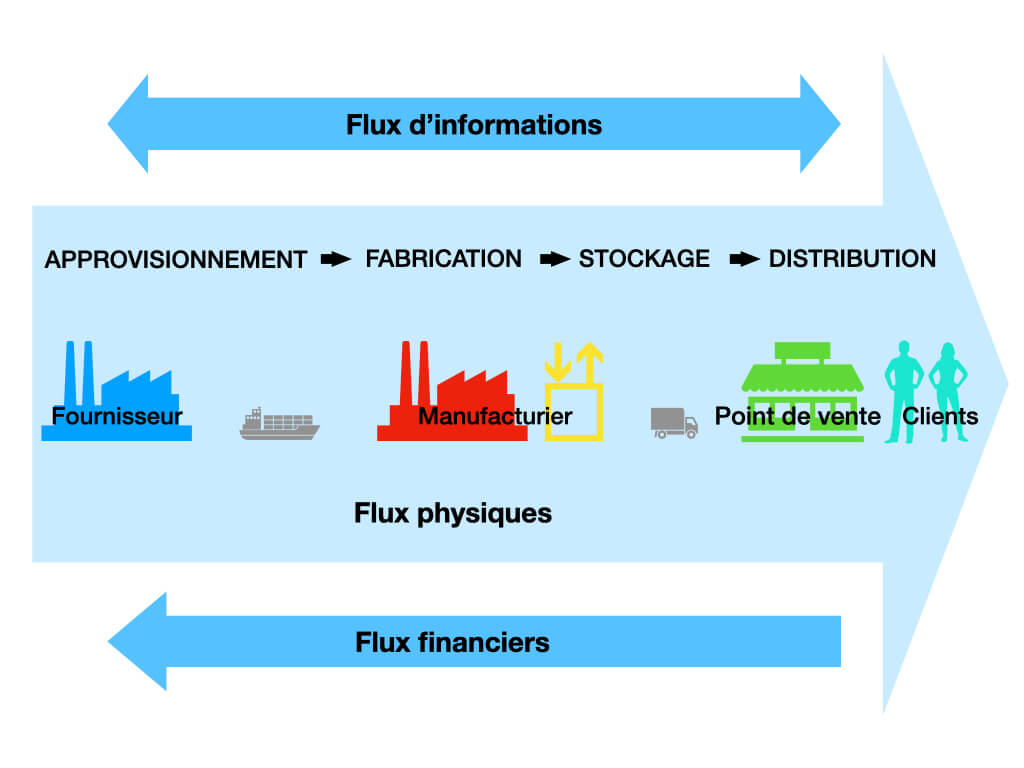 Flux d’informations
APPROVISIONNEMENT FABRICATION STOCKAGE DISTRIBUTION
Fournisseur Manufacturier Point de vente Clients
Flux physiques
Flux financiers